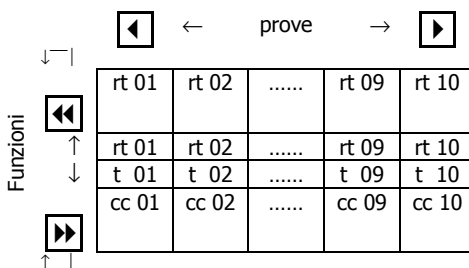 ← prove →
Funzioni
rt 01 rt 02 ...... rt 09 rt 10
rt 01 rt 02 ...... rt 09 rt 10
t 01 t 02 ...... t 09 t 10
cc 01 cc 02 ...... cc 09 cc 10